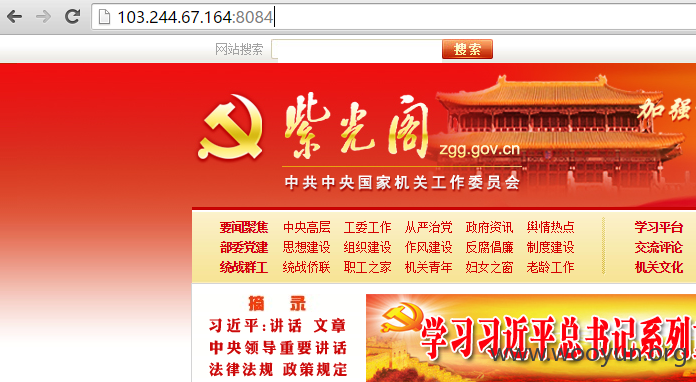 103.244.67.164:8084
网站搜索 搜索
加强
紫光阁
zgg.gov.cn
中共中央国家机关工作委员会
要闻聚焦 中央高层 工委工作 从严治党 政府资讯 舆情热点 学习平台
部委党建 思想建设 组织建设 作风建设 反腐倡廉 制度建设 交流评论
统战群工 统战侨联 职工之家 机关青年 妇女之窗 老龄工作 机关文化
摘 录
习近平:讲话 文章
中央领导重要讲话
法律法规 政策规定
学习习近平总书记系列
www.wooyun.org